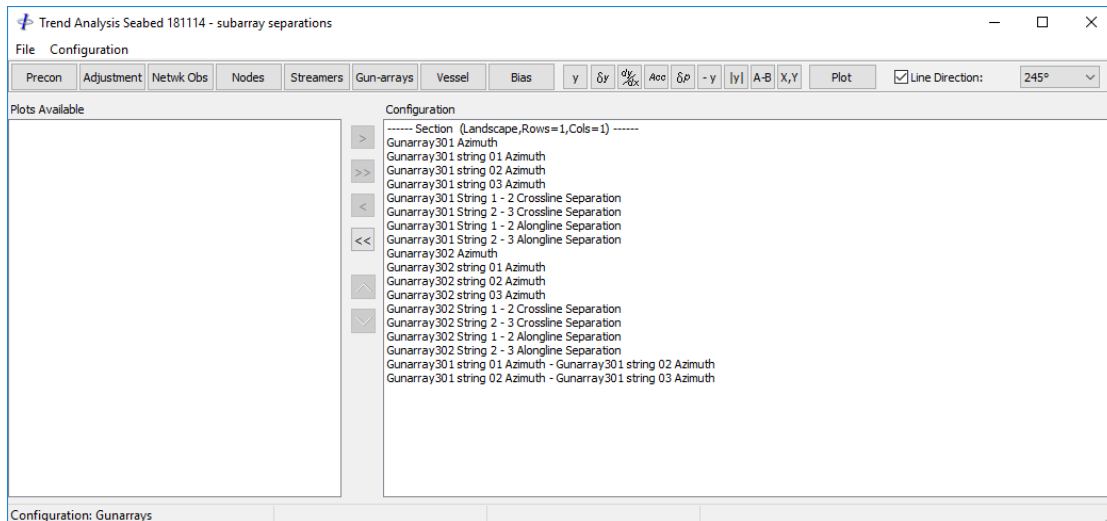 Trend Analysis Seabed 181114 - subarray separations
File Configuration
Precon Adjustment Netwk Obs Nodes Streamers Gun-arrays Vessel Bias y δy dy/dx Acc δρ - y |y| A-B X,Y Plot Line Direction: 245°
Plots Available Configuration
------ Section (Landscape,Rows=1,Cols=1) ------
Gunarray301 Azimuth
Gunarray301 string 01 Azimuth
Gunarray301 string 02 Azimuth
Gunarray301 string 03 Azimuth
Gunarray301 String 1 - 2 Crossline Separation
Gunarray301 String 2 - 3 Crossline Separation
Gunarray301 String 1 - 2 Alongline Separation
Gunarray301 String 2 - 3 Alongline Separation
Gunarray302 Azimuth
Gunarray302 string 01 Azimuth
Gunarray302 string 02 Azimuth
Gunarray302 string 03 Azimuth
Gunarray302 String 1 - 2 Crossline Separation
Gunarray302 String 2 - 3 Crossline Separation
Gunarray302 String 1 - 2 Alongline Separation
Gunarray302 String 2 - 3 Alongline Separation
Gunarray301 string 01 Azimuth - Gunarray301 string 02 Azimuth
Gunarray301 string 02 Azimuth - Gunarray301 string 03 Azimuth
>
>>
<
<<
Configuration: Gunarrays